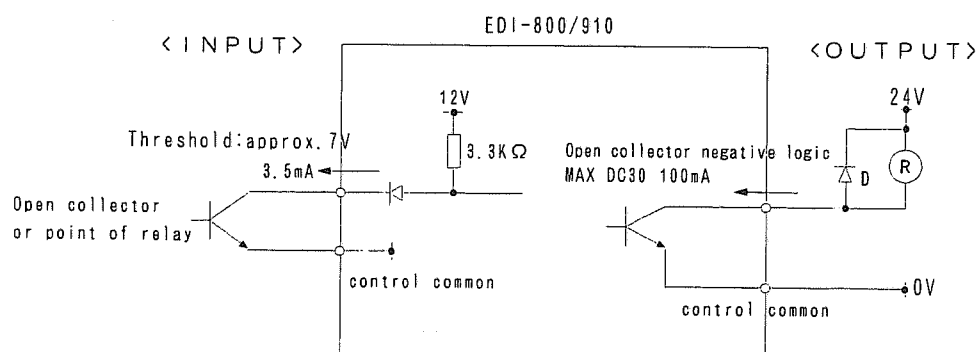 EDI-800/910
<INPUT>
<OUTPUT>
12V
24V
Threshold:approx. 7V
3.5mA
3.3KΩ
Open collector negative logic
MAX DC30 100mA
D
R
Open collector
or point of relay
control common
0V
control common